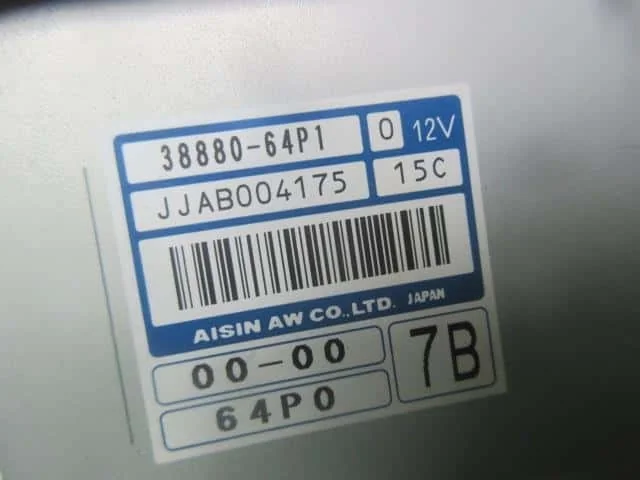 38880-64P1 0 12V
JJAB004175 15C
AISIN AW CO.,LTD. JAPAN
00-00 7B
64P0